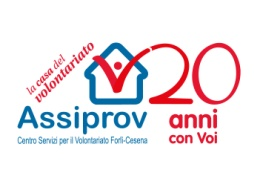 la casa del
volontariato
20
Assiprov
anni
con Voi
Centro Servizi per il Volontariato Forlì-Cesena